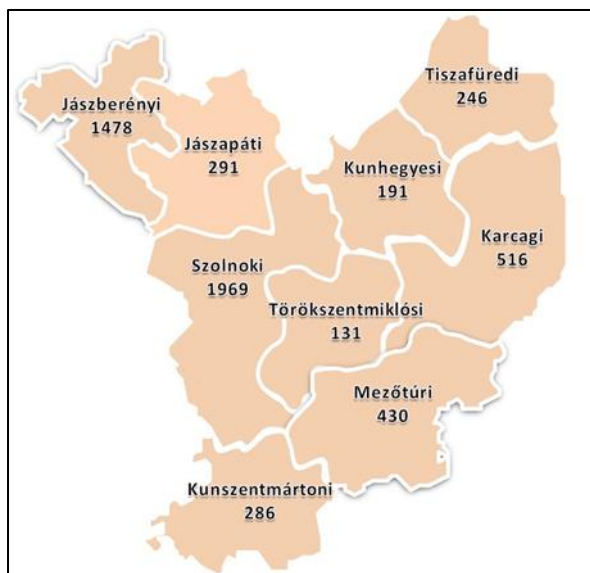 Tiszafüredi
246
Jászberényi
1478
Jászapáti
291
Kunhegyesi
191
Karcagi
516
Szolnoki
1969
Törökszentmiklósi
131
Mezőtúri
430
Kunszentmártoni
286